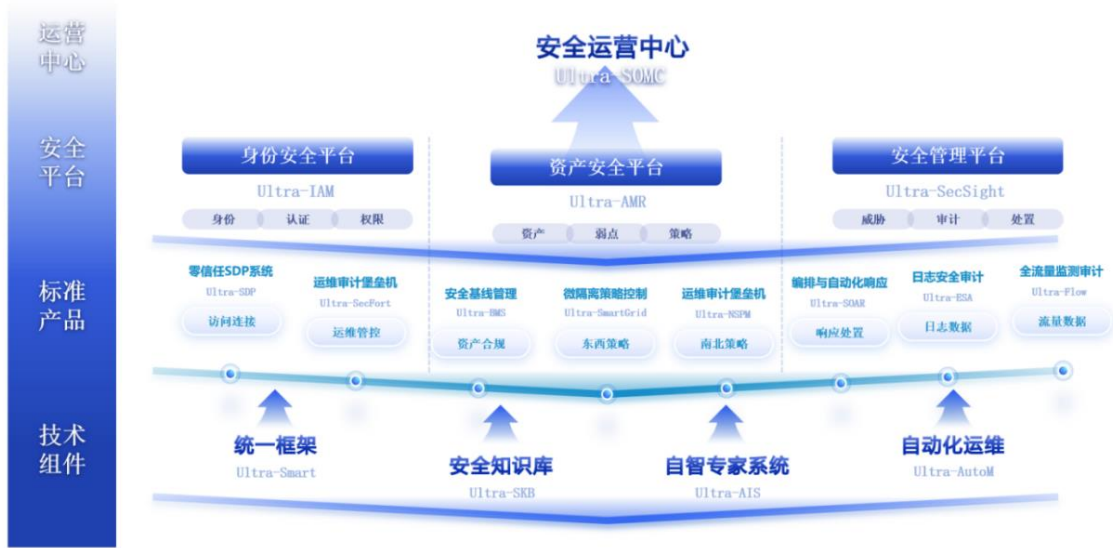 运营
中心
安全运营中心
Ultra-SOMC
安全
平台
身份安全平台
Ultra-IAM
身份
认证
权限
资产安全平台
Ultra-AMR
资产
弱点
策略
安全管理平台
Ultra-SecSight
威胁
审计
处置
标准
产品
零信任SDP系统
Ultra-SDP
访问连接
运维审计堡垒机
Ultra-SecFort
运维管控
安全基线管理
Ultra-BMS
资产合规
微隔离策略控制
Ultra-SmartGrid
东西策略
运维审计堡垒机
Ultra-NSPM
南北策略
编排与自动化响应
Ultra-SOAR
响应处置
日志安全审计
Ultra-ESA
日志数据
全流量监测审计
Ultra-Flow
流量数据
技术
组件
统一框架
Ultra-Smart
安全知识库
Ultra-SKB
自智专家系统
Ultra-AIS
自动化运维
Ultra-AutoM